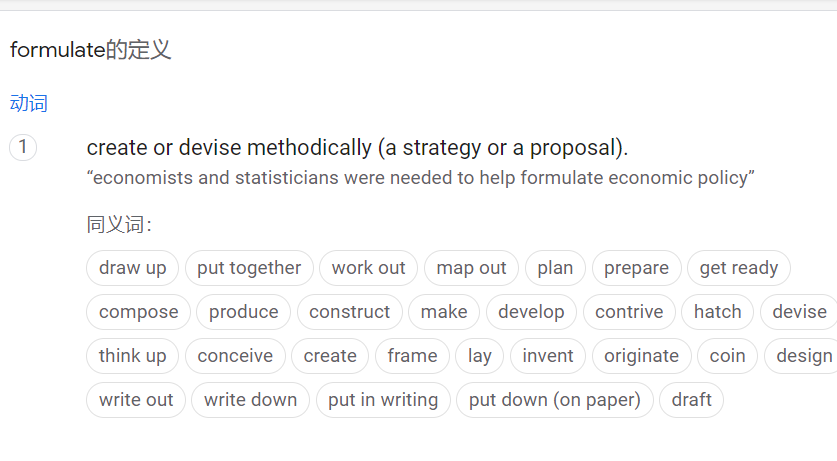 formulate的定义
动词
1 create or devise methodically (a strategy or a proposal).
“economists and statisticians were needed to help formulate economic policy”
同义词：
draw up put together work out map out plan prepare get ready
compose produce construct make develop contrive hatch devise
think up conceive create frame lay invent originate coin design
write out write down put in writing put down (on paper) draft